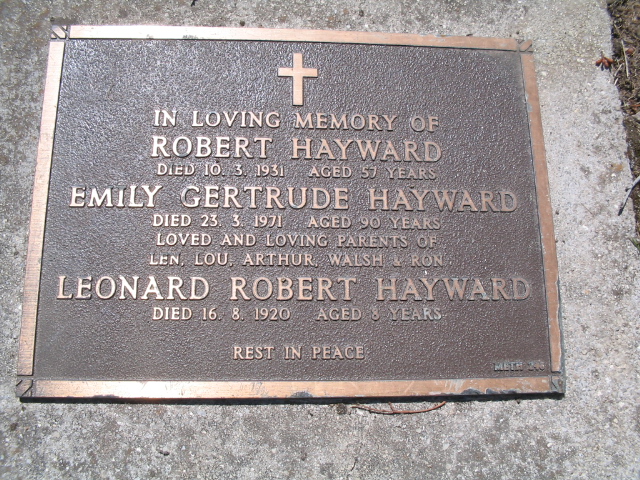 IN LOVING MEMORY OF
ROBERT HAYWARD
DIED 10. 3. 1931 AGED 57 YEARS
EMILY GERTRUDE HAYWARD
DIED 23. 3. 1971 AGED 90 YEARS
LOVED AND LOVING PARENTS OF
LEN, LOU, ARTHUR, WALSH & RON.
LEONARD ROBERT HAYWARD
DIED 16. 8. 1920 AGED 8 YEARS
REST IN PEACE
METH